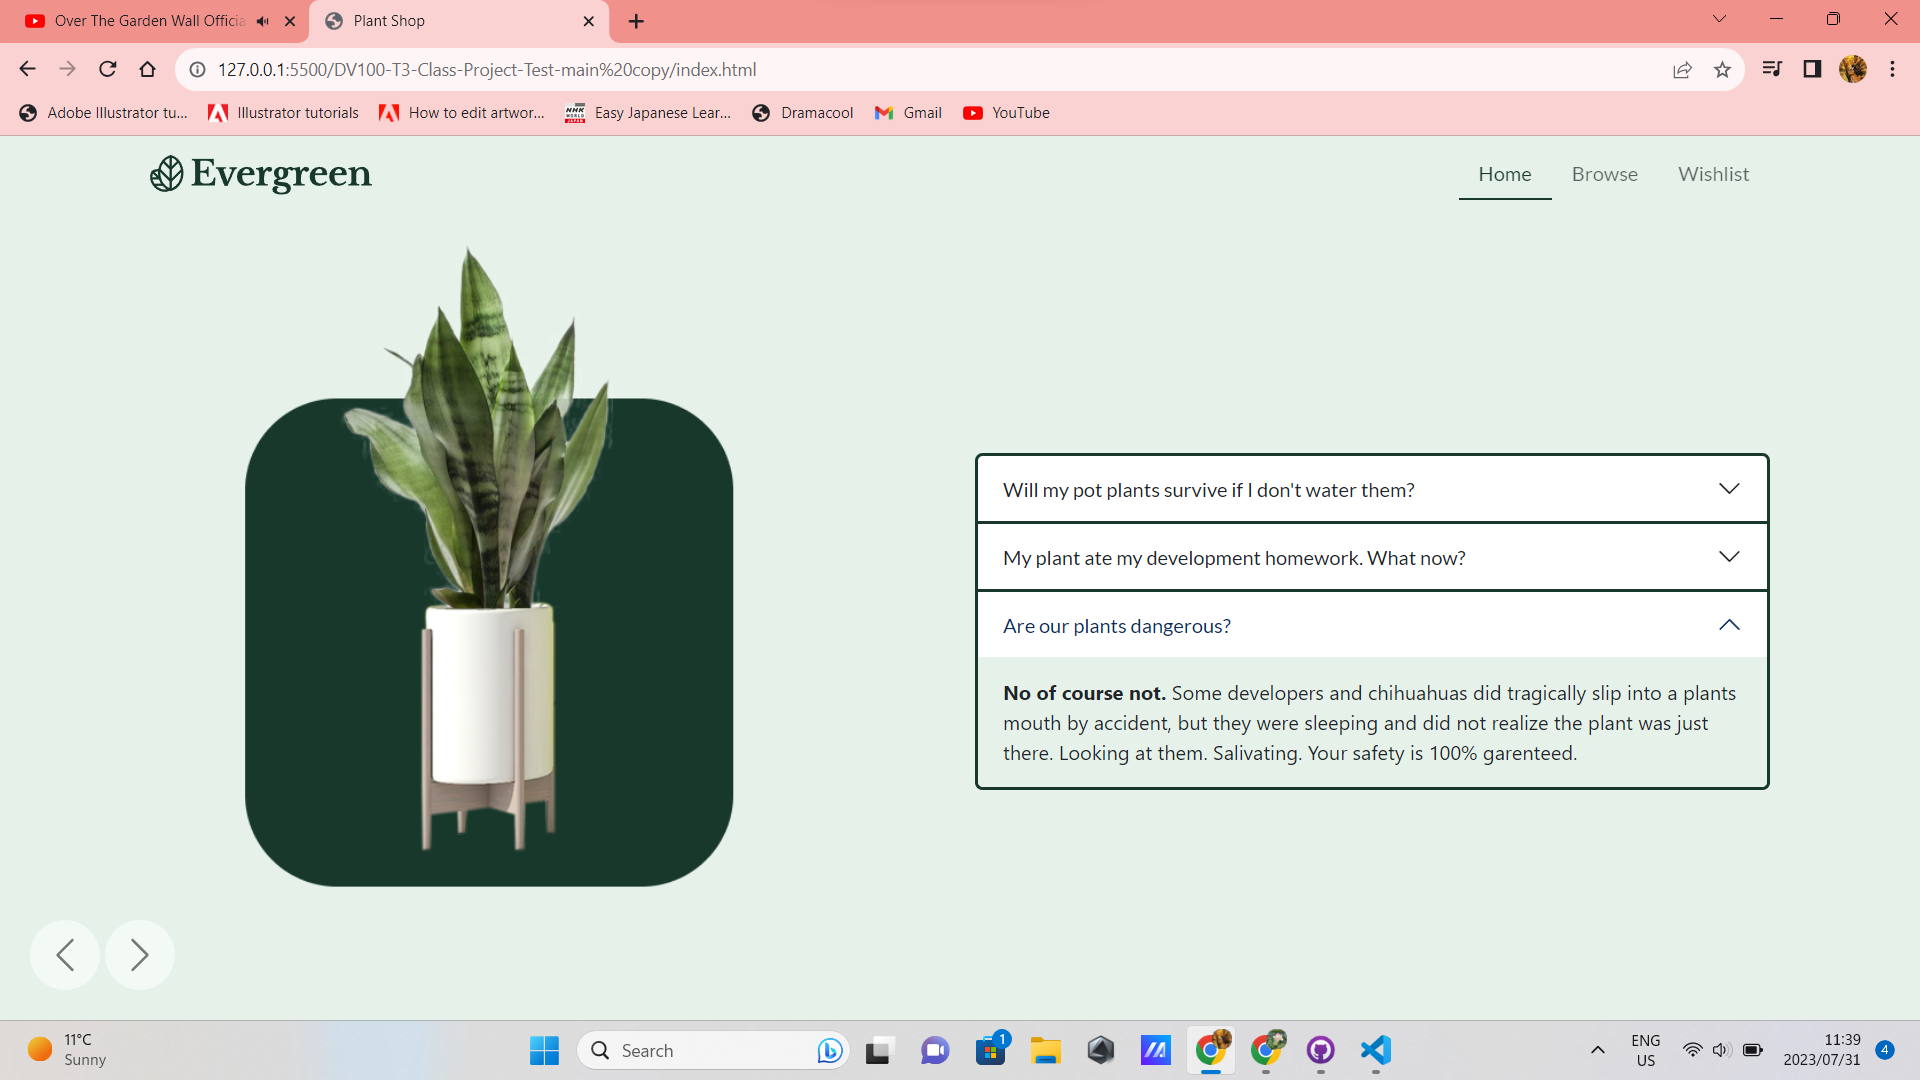 Over The Garden Wall Officia
Plant Shop
127.0.0.1:5500/DV100-T3-Class-Project-Test-main%20copy/index.html
Adobe Illustrator tu...
Illustrator tutorials
How to edit artwor...
NHK
WORLD
JAPAN
Easy Japanese Lear...
Dramacool
Gmail
YouTube
Evergreen
Home
Browse
Wishlist
Will my pot plants survive if I don't water them?
My plant ate my development homework. What now?
Are our plants dangerous?
No of course not. Some developers and chihuahuas did tragically slip into a plants
mouth by accident, but they were sleeping and did not realize the plant was just
there. Looking at them. Salivating. Your safety is 100% garenteed.
11°C
Sunny
Search
1
ENG
US
11:39
2023/07/31
4